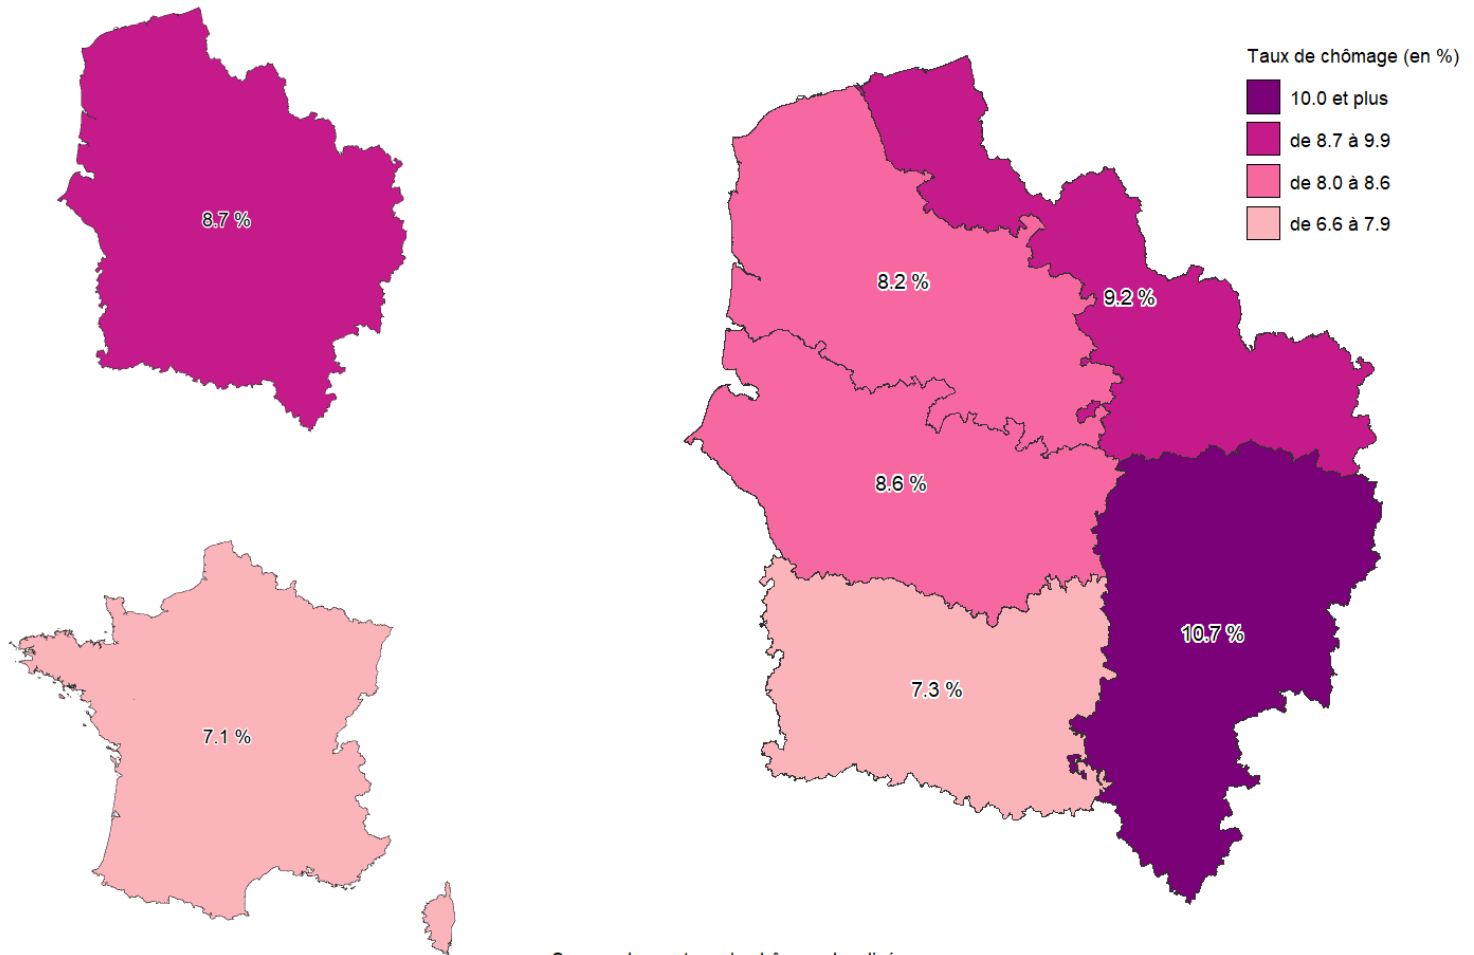 Taux de chômage (en %)
10.0 et plus
de 8.7 à 9.9
de 8.0 à 8.6
de 6.6 à 7.9
8.7 %
8.2 %
9.2 %
8.6 %
10.7 %
7.3 %
7.1 %